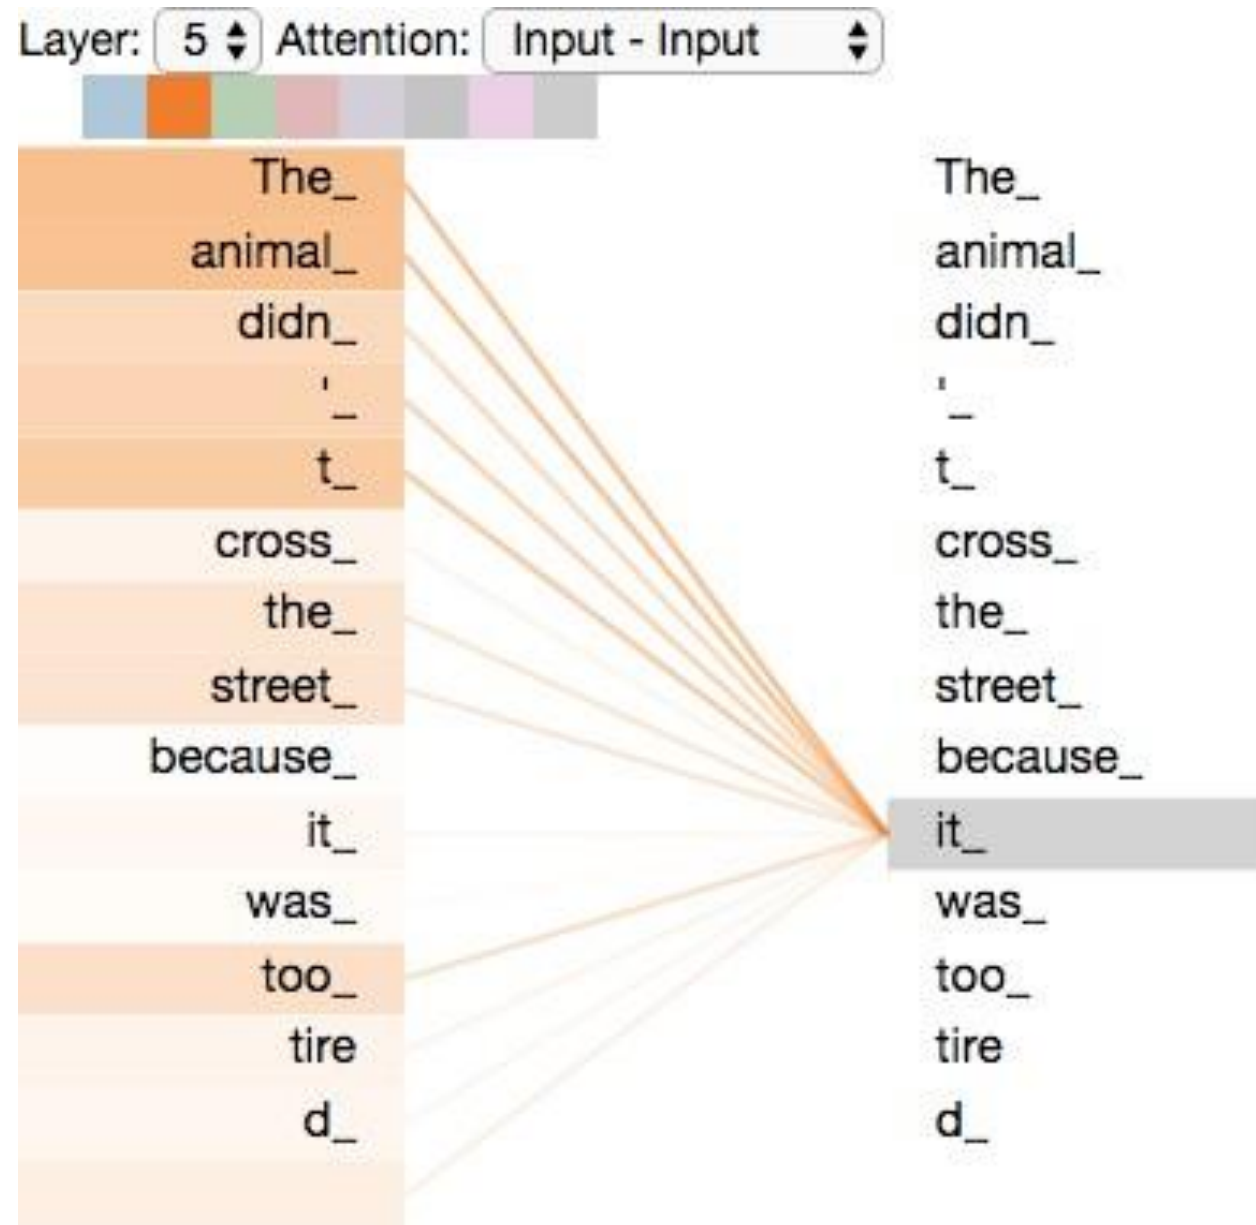 Layer: 5 Attention: Input - Input
The_ The_
animal_ animal_
didn_ didn_
'_ '_
t_ t_
cross_ cross_
the_ the_
street_ street_
because_ because_
it_ it_
was_ was_
too_ too_
tire tire
d_ d_